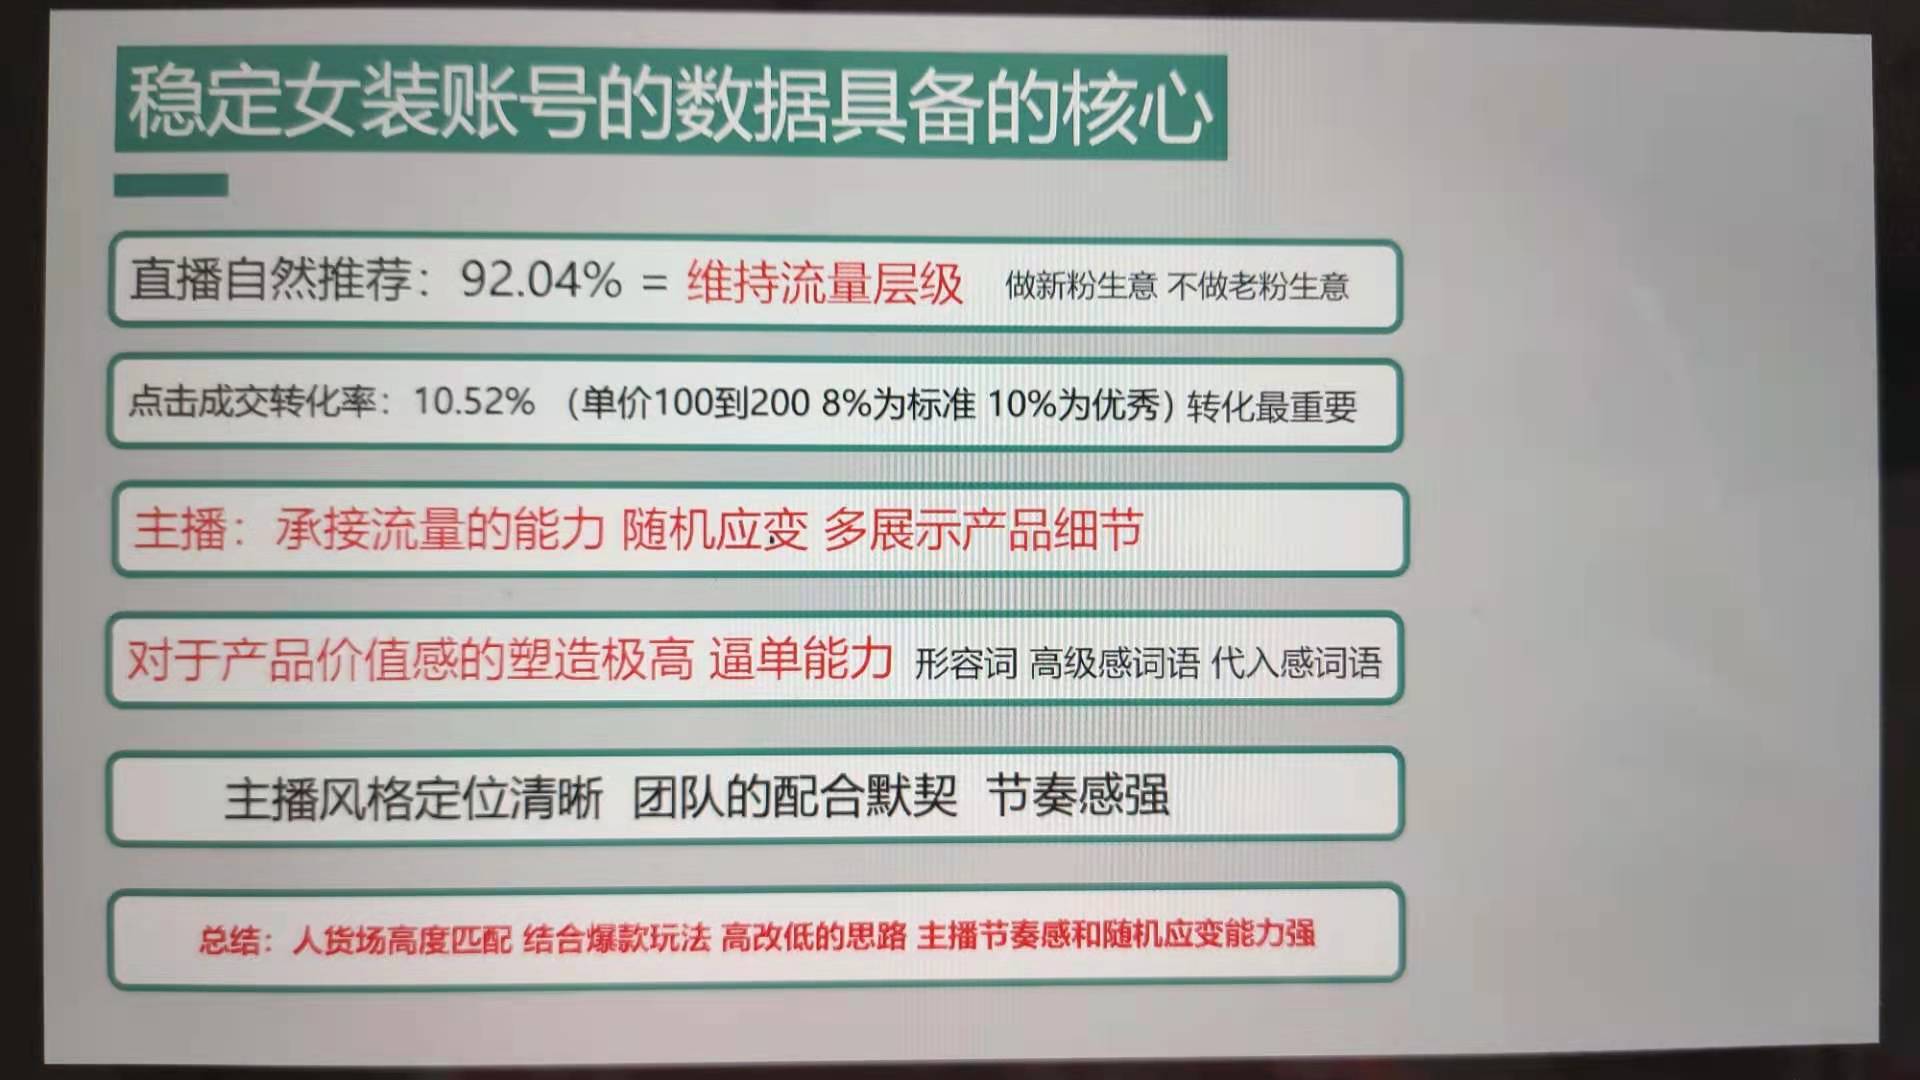 稳定女装账号的数据具备的核心
直播自然推荐：92.04% = 维持流量层级 做新粉生意 不做老粉生意
点击成交转化率：10.52% （单价100到200 8%为标准 10%为优秀）转化最重要
主播：承接流量的能力 随机应变 多展示产品细节
对于产品价值感的塑造极高 逼单能力 形容词 高级感词语 代入感词语
主播风格定位清晰 团队的配合默契 节奏感强
总结：人货场高度匹配 结合爆款玩法 高改低的思路 主播节奏感和随机应变能力强